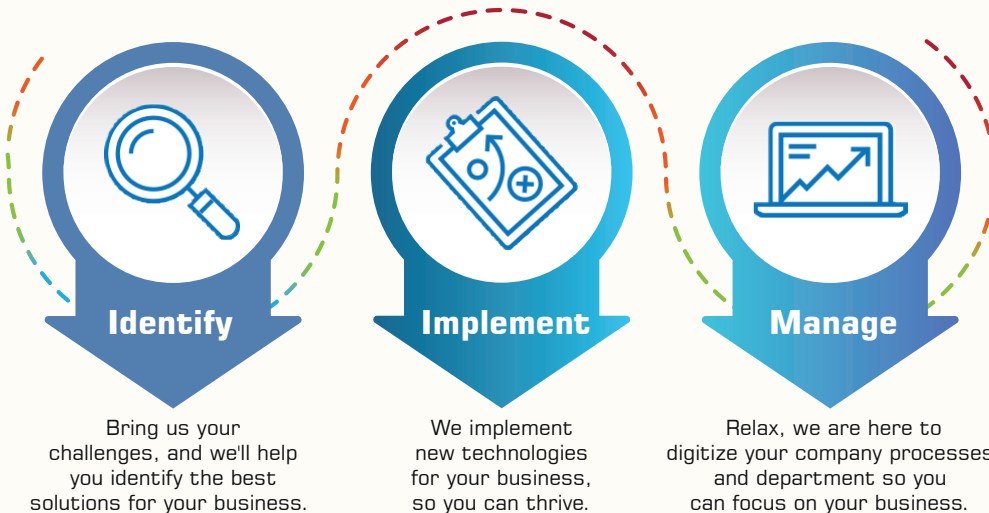 Identify
Bring us your
challenges, and we'll help
you identify the best
solutions for your business.
Implement
We implement
new technologies
for your business,
so you can thrive.
Manage
Relax, we are here to
digitize your company processes
and department so you
can focus on your business.